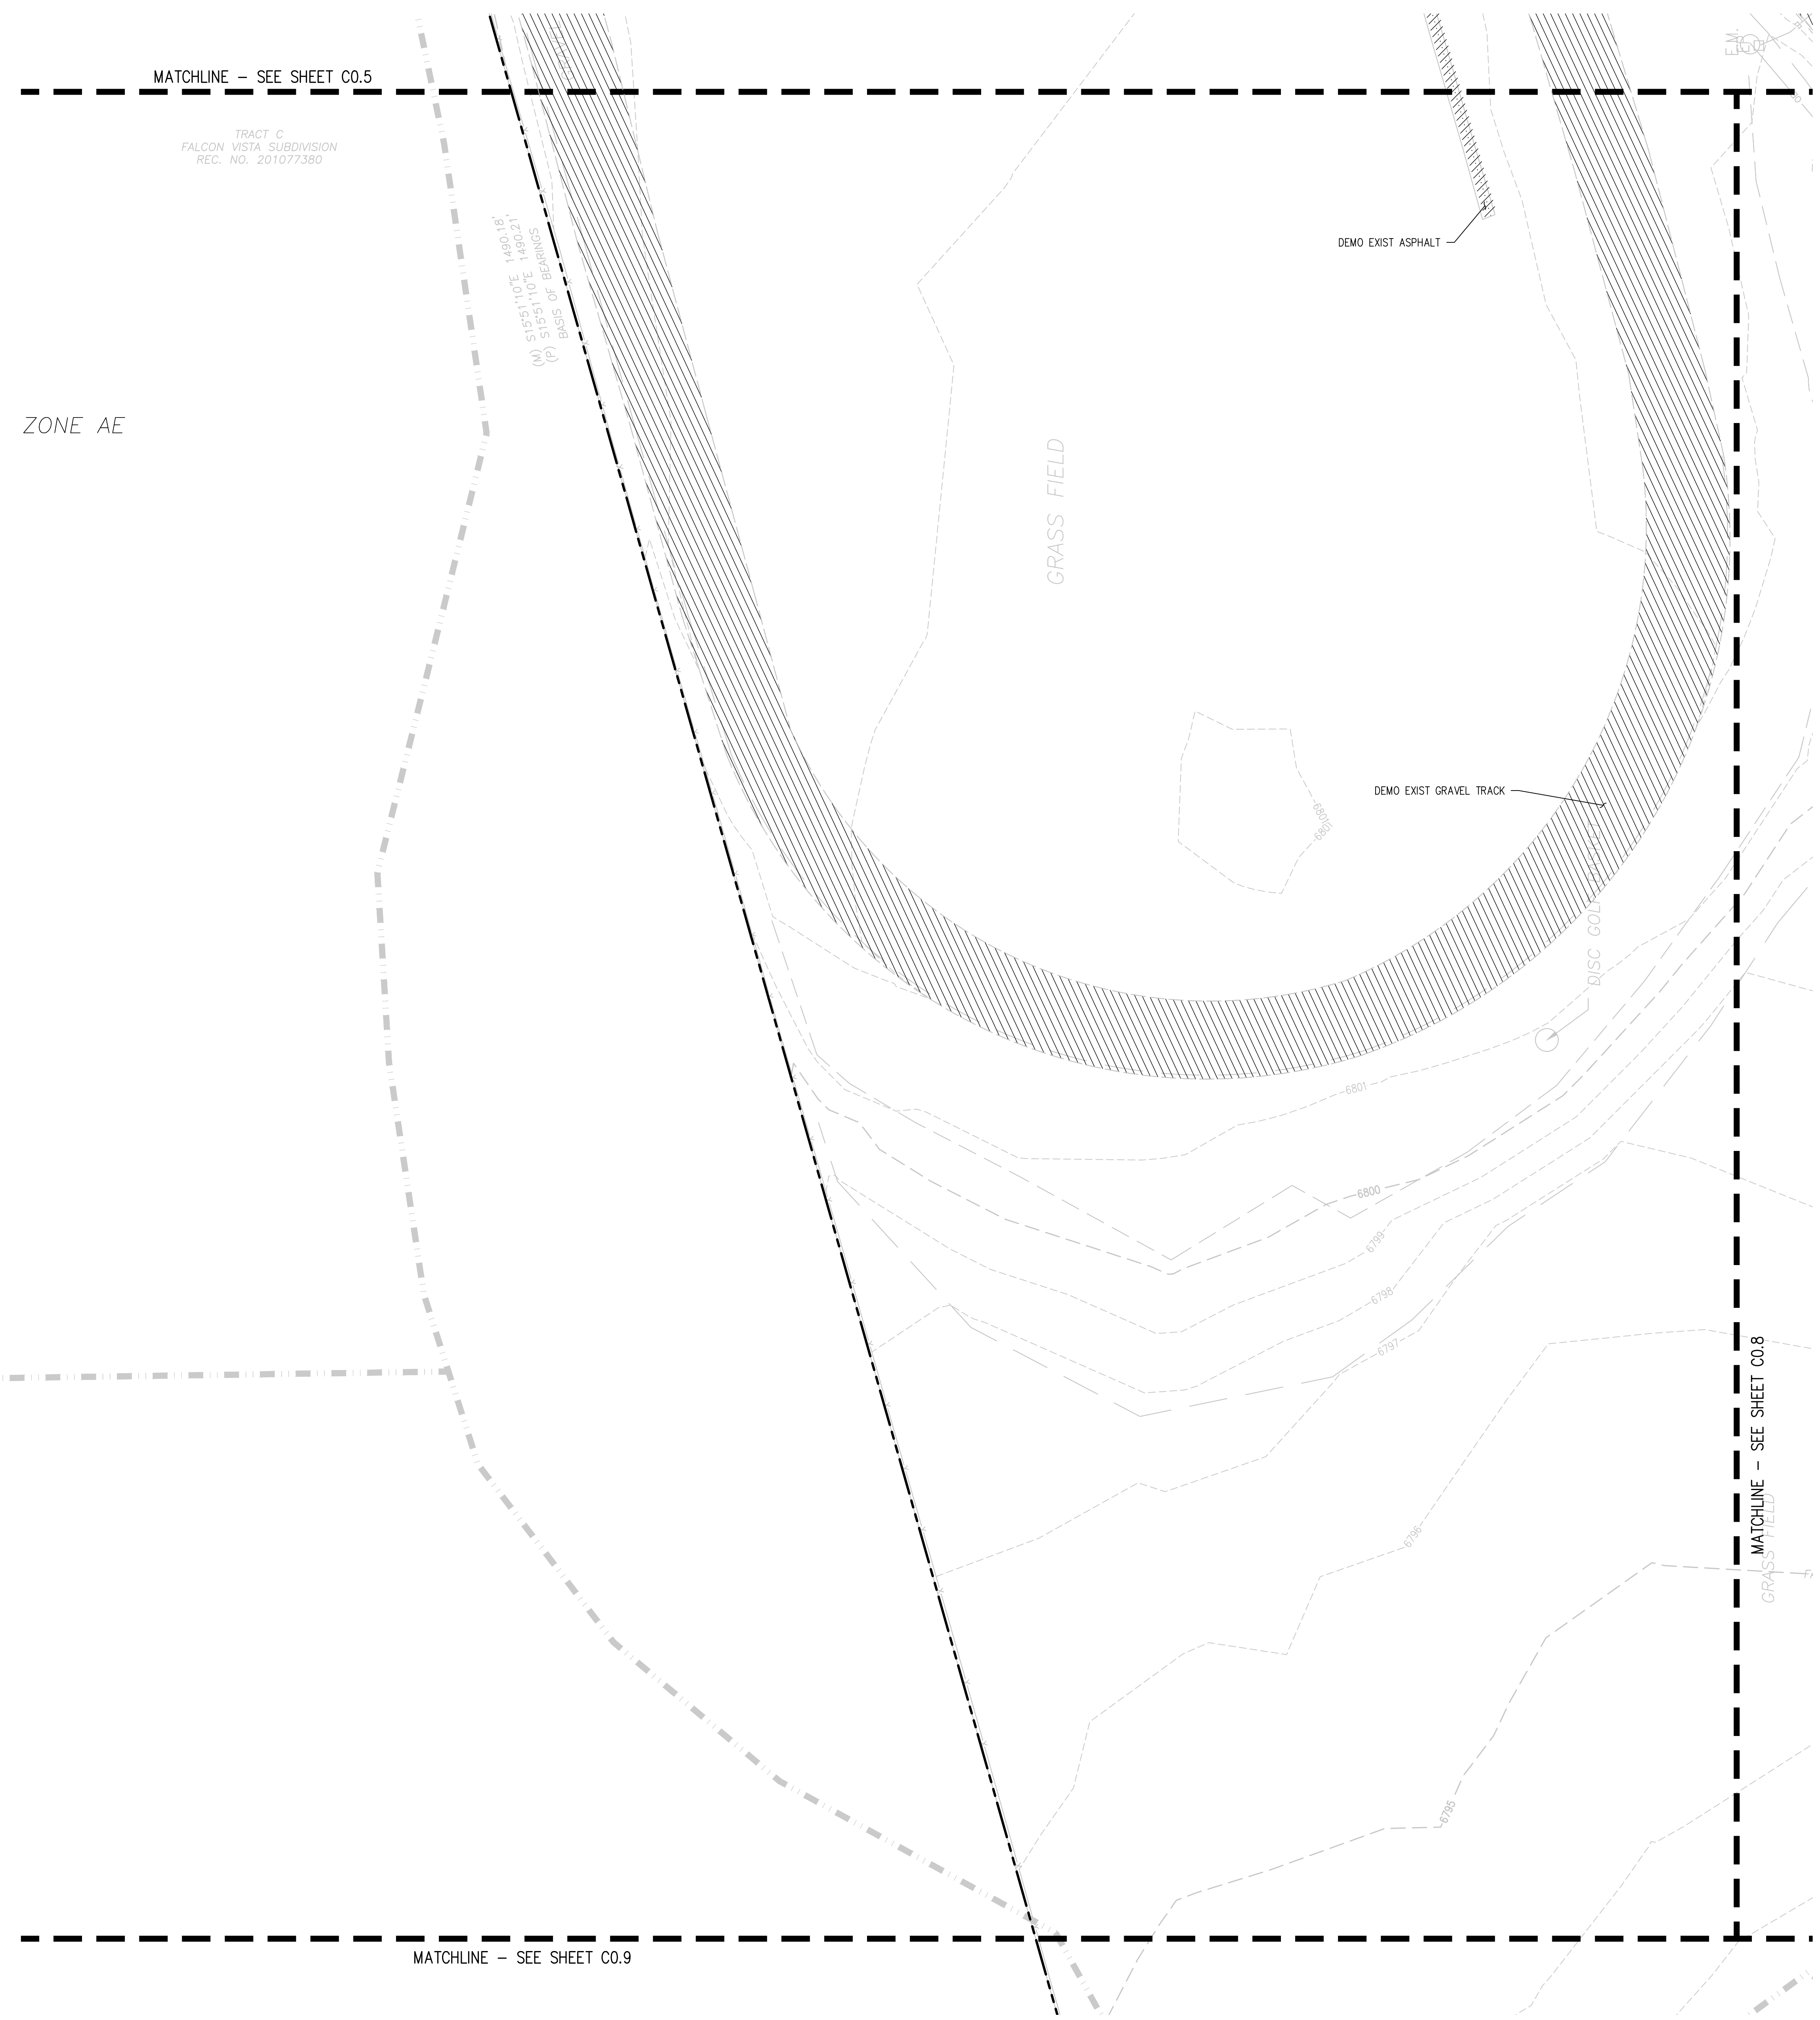 MATCHLINE – SEE SHEET C0.5
TRACT C
FALCON VISTA SUBDIVISION
REC. NO. 201077380
GRAVEL
EM.
(M) S15°51'10"E 1490.18'
(P) S15°51'10"E 1490.21'
BASIS OF BEARINGS
DEMO EXIST ASPHALT
ZONE AE
GRASS FIELD
DEMO EXIST GRAVEL TRACK
6801
6801
DISC GOLF
6801
6800
6799
6798
6797
6796
6795
MATCHLINE – SEE SHEET C0.8
GRASS FIELD
MATCHLINE – SEE SHEET C0.9